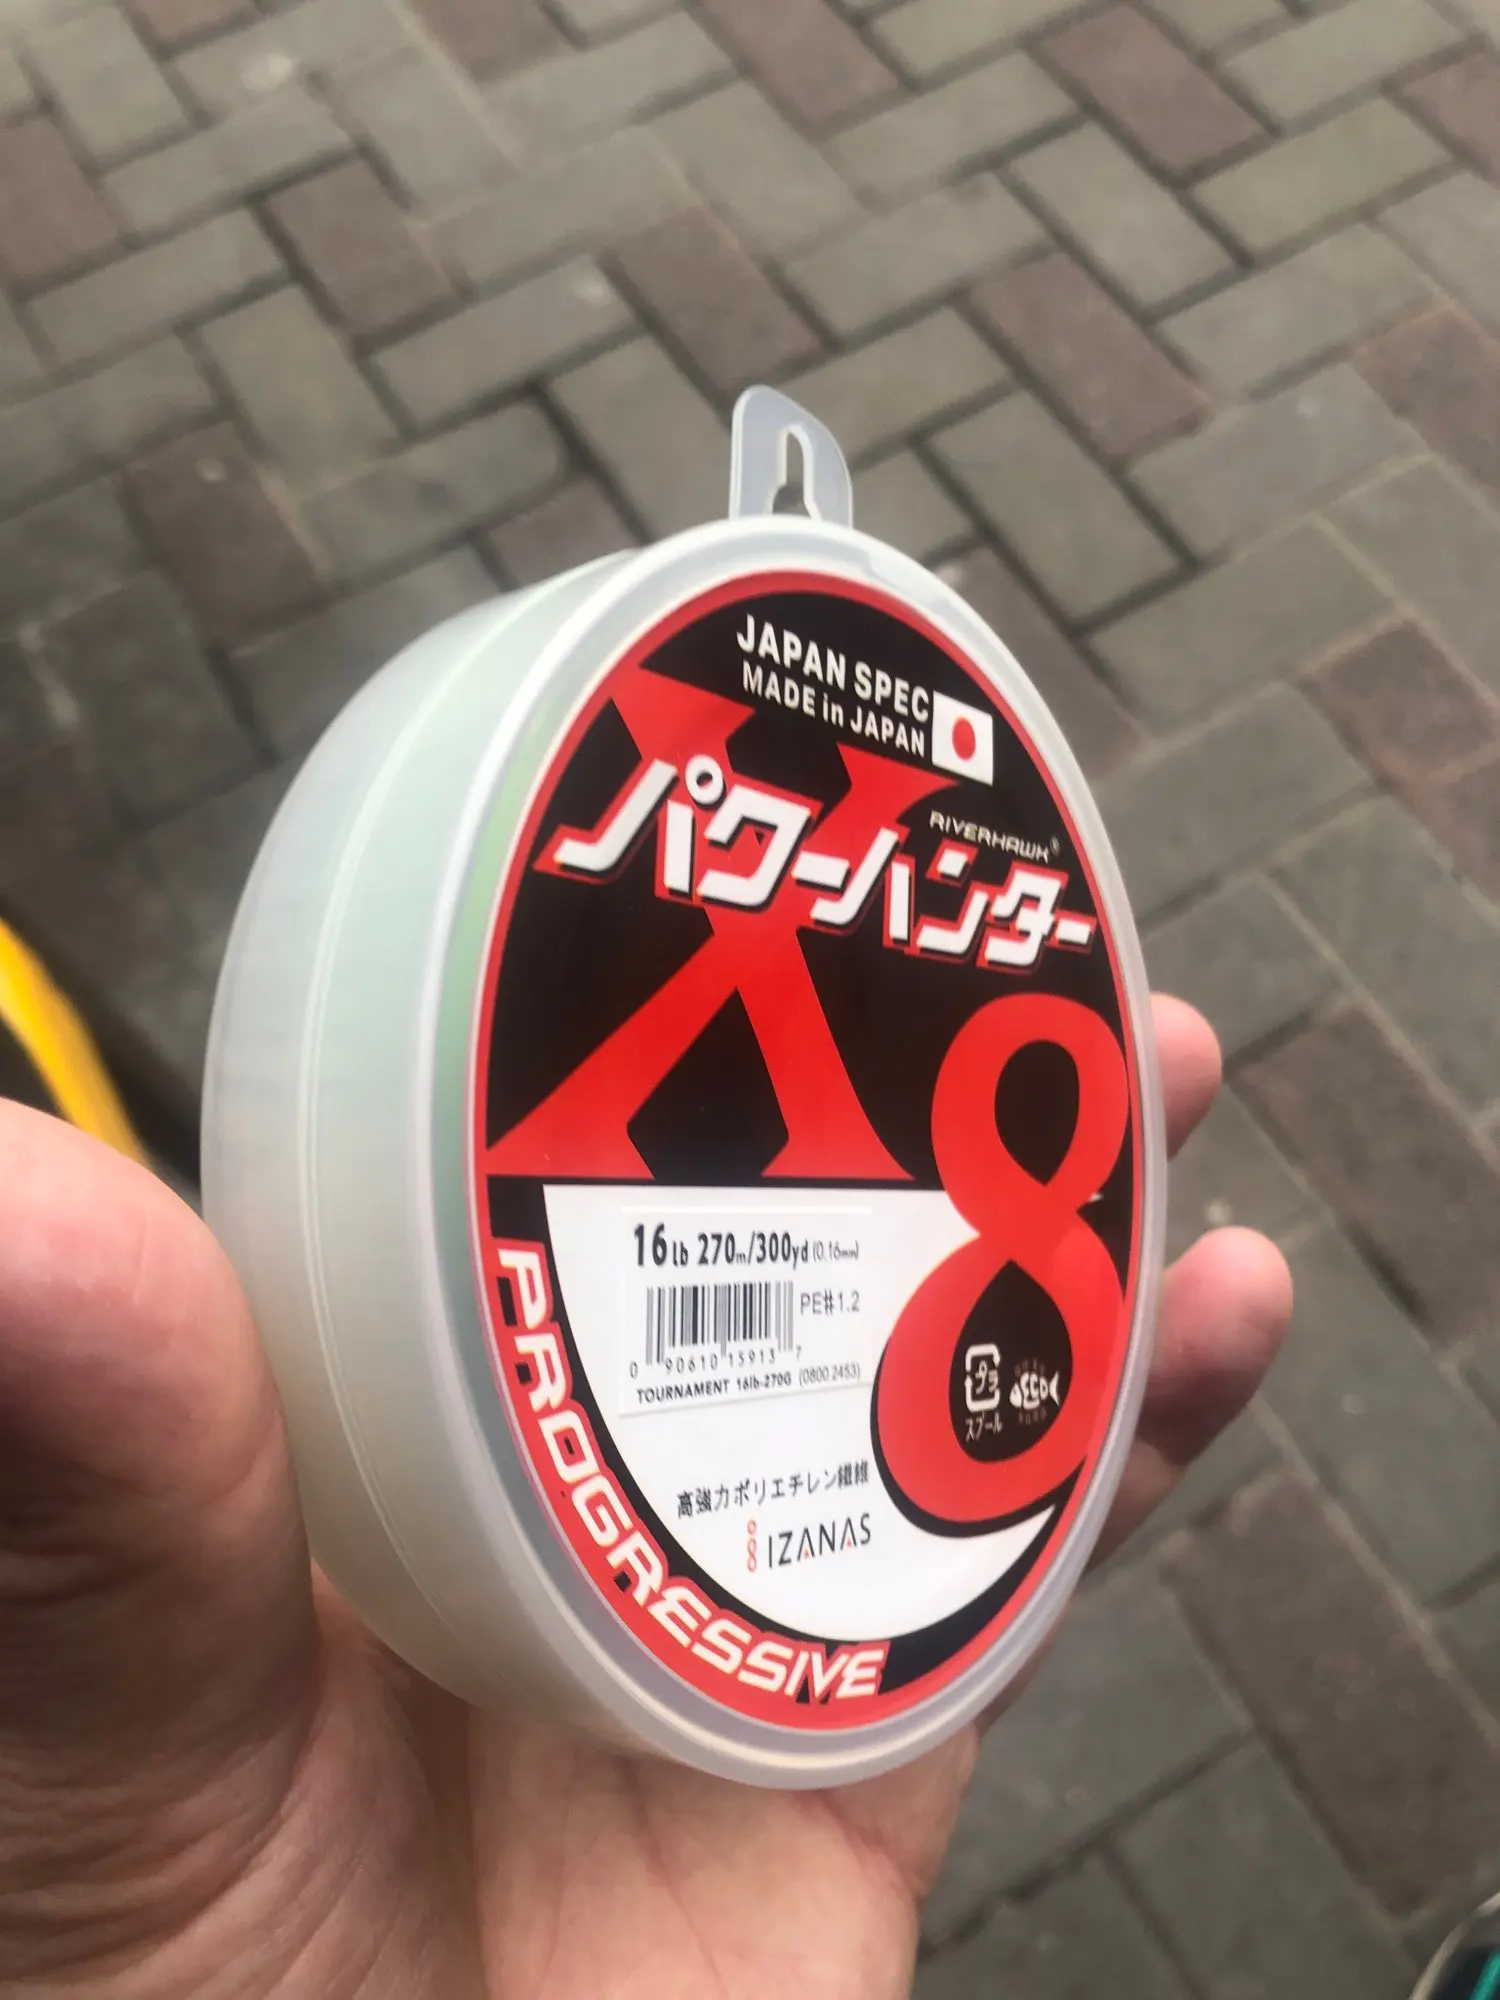 JAPAN SPEC
MADE in JAPAN
RIVERHAWK®
パワーハンター
X8
16lb 270m/300yd (0.16mm)
PE#1.2
0 90610 15913 7
TOURNAMENT 16lb-270G (0800 2453)
プラ
スプール
ECO
高強力ポリエチレン繊維
IZANAS
PROGRESSIVE